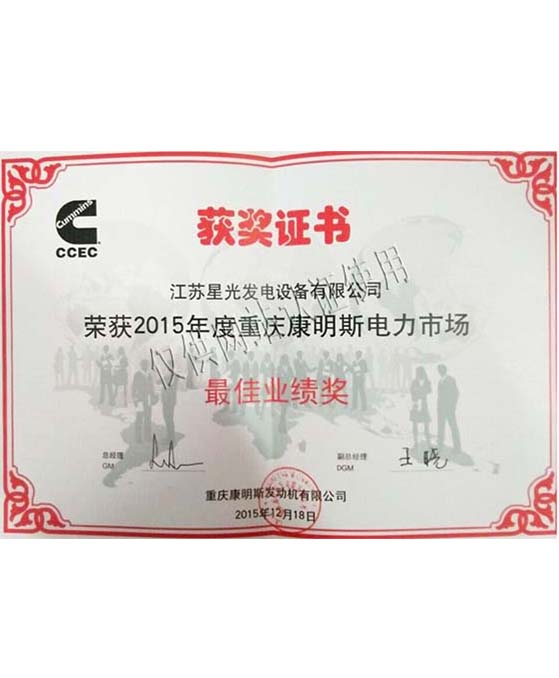 Cummins
CCEC
获奖证书
江苏星光发电设备有限公司
荣获2015年度重庆康明斯电力市场
最佳业绩奖
总经理
GM
副总经理
DGM
王晓
重庆康明斯发动机有限公司
2015年12月18日